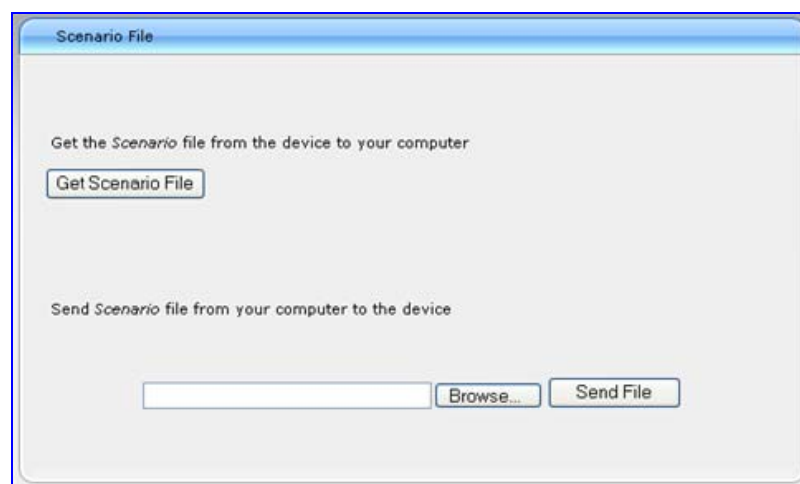 Scenario File
Get the Scenario file from the device to your computer
Get Scenario File
Send Scenario file from your computer to the device
Browse... Send File